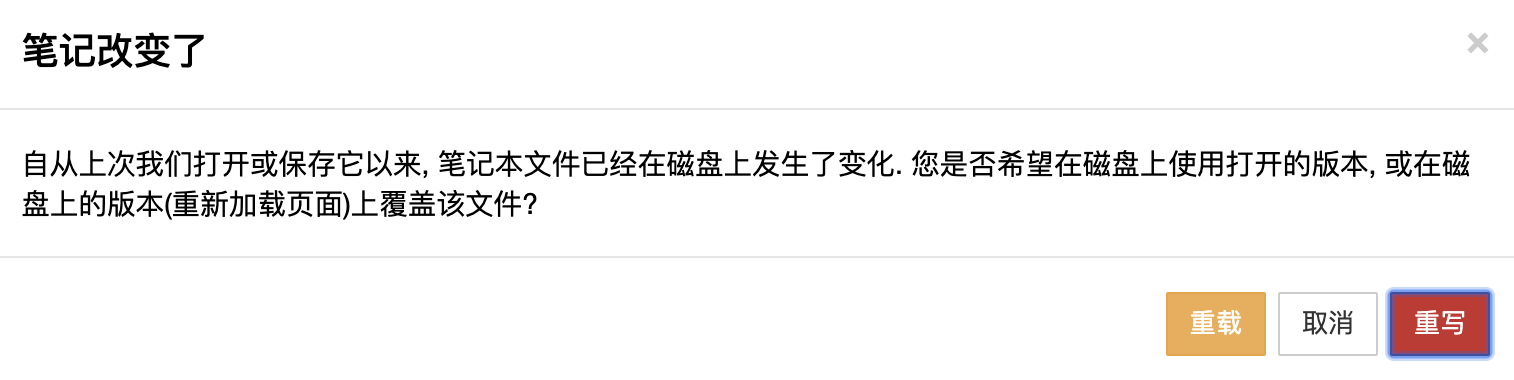 笔记改变了
×
自从上次我们打开或保存它以来, 笔记本文件已经在磁盘上发生了变化. 您是否希望在磁盘上使用打开的版本, 或在磁
盘上的版本(重新加载页面)上覆盖该文件?
重载 取消 重写